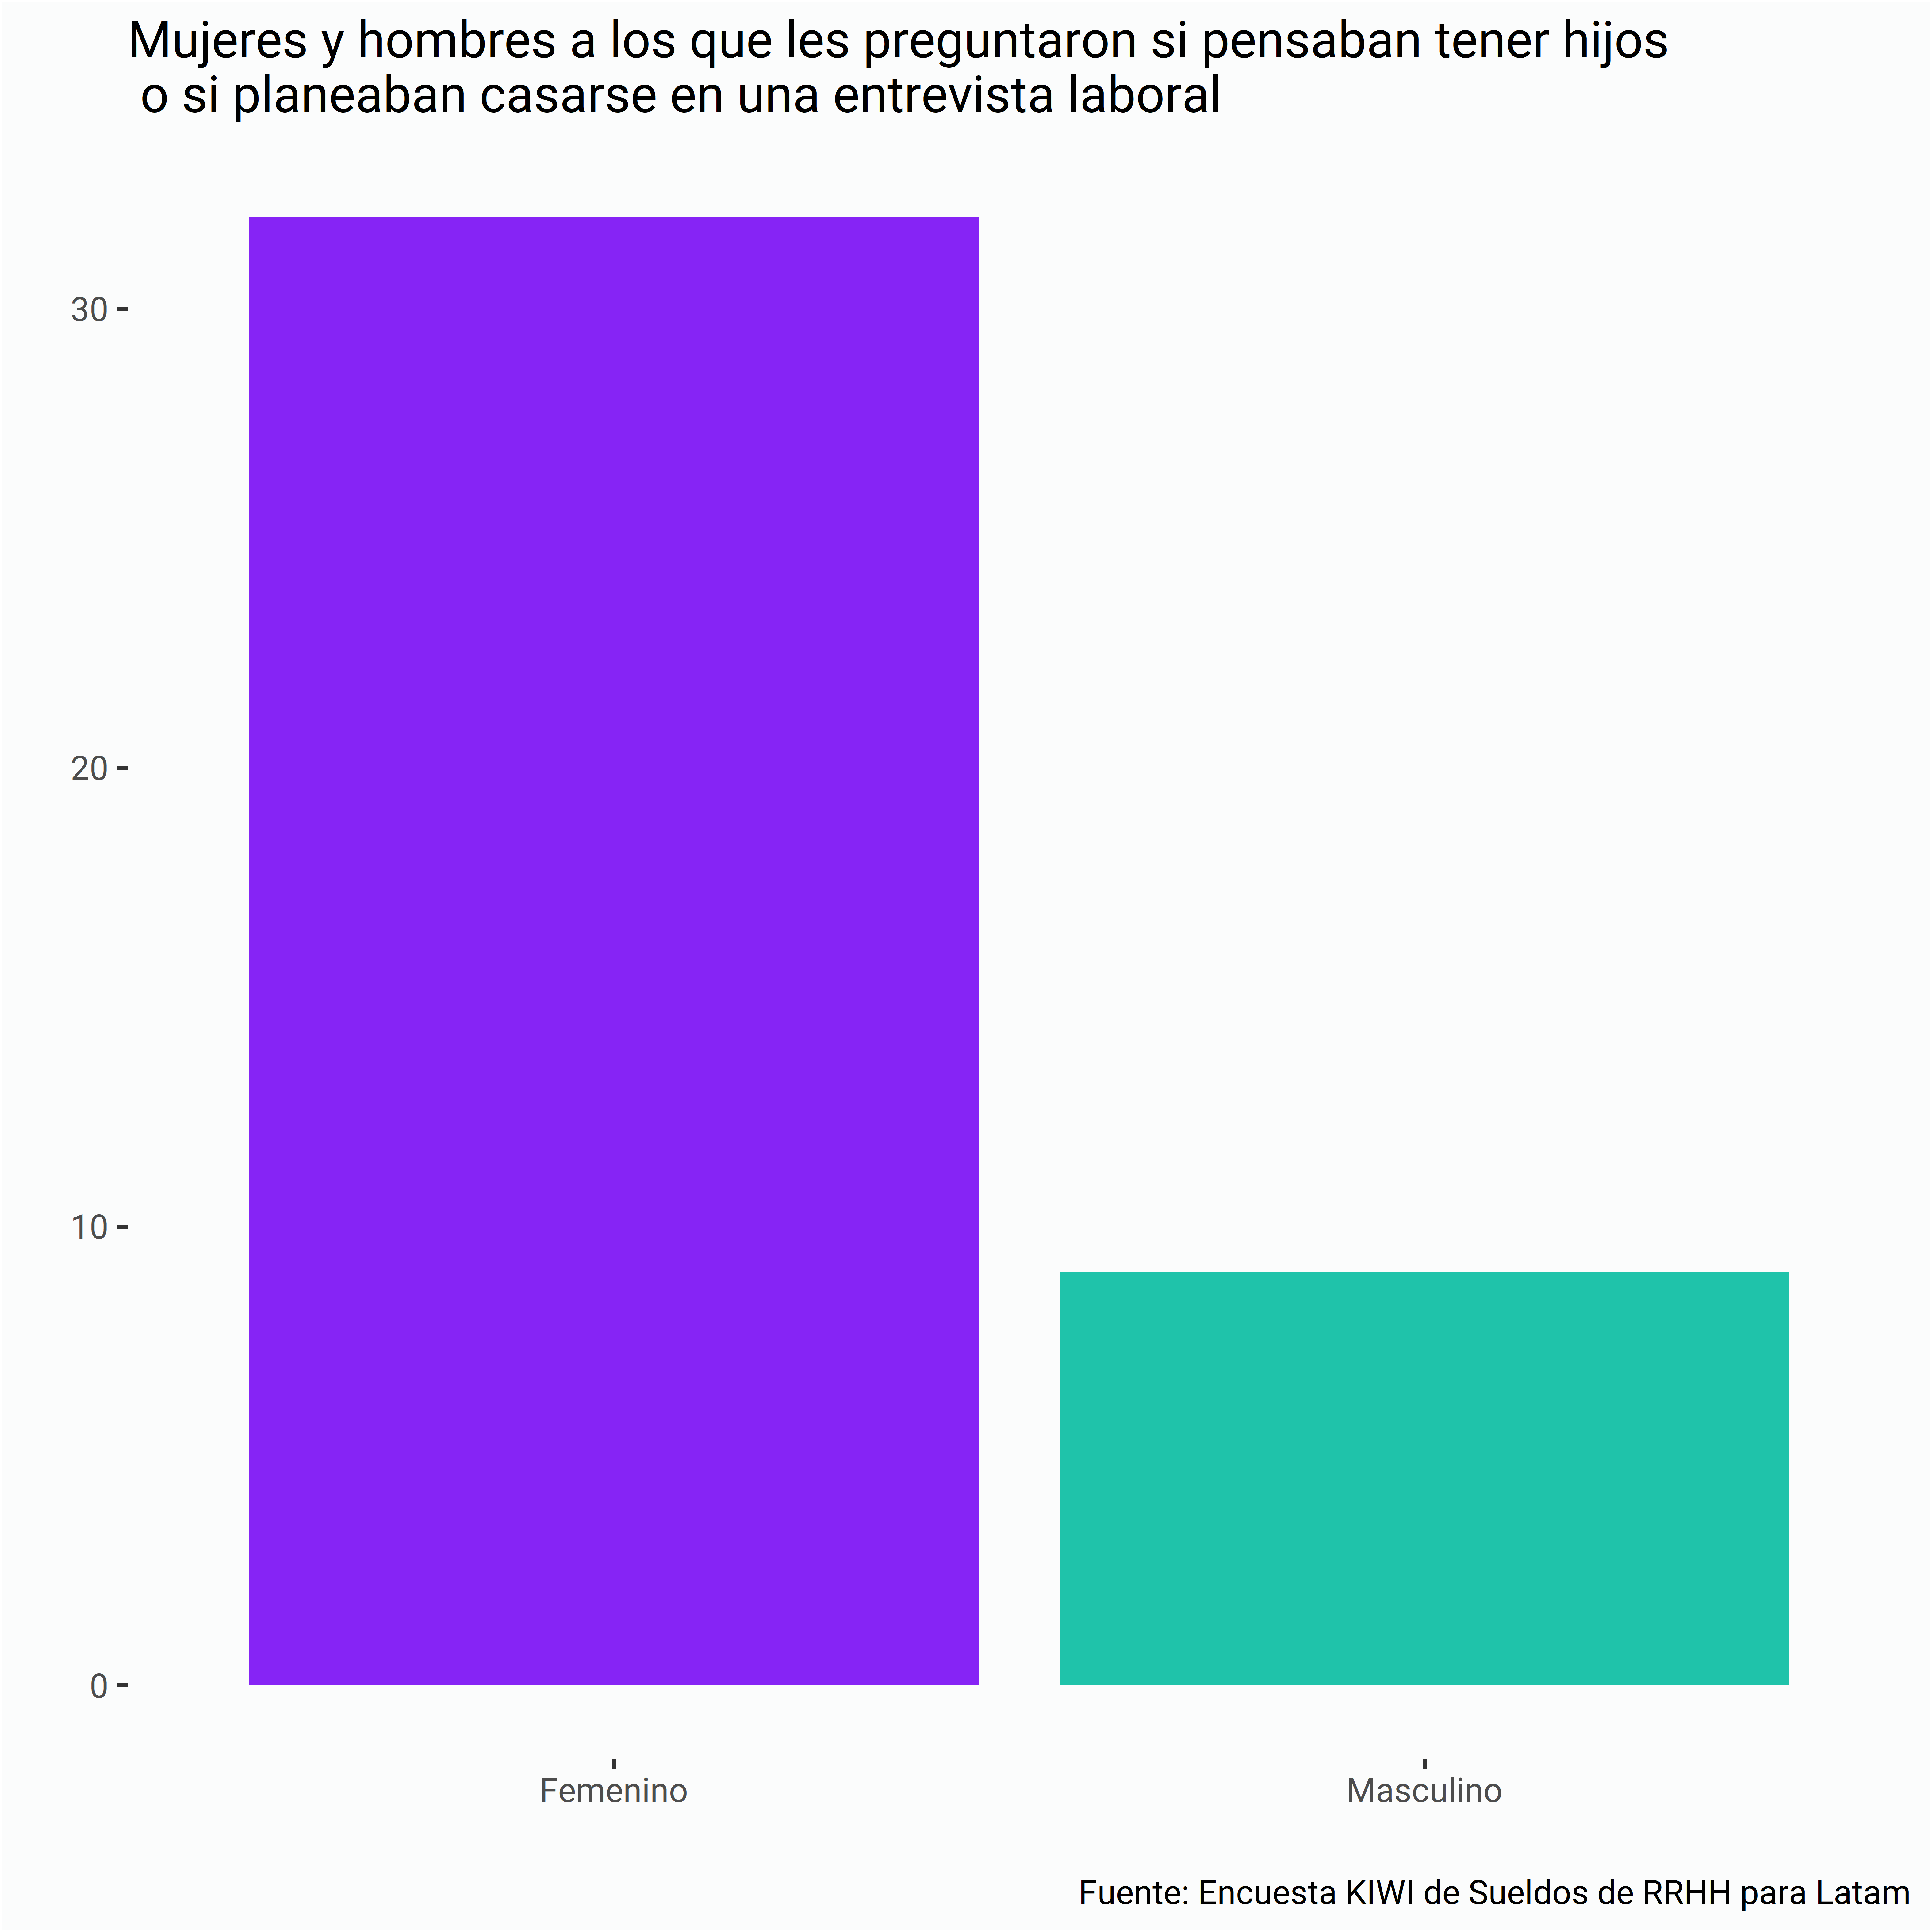 Mujeres y hombres a los que les preguntaron si pensaban tener hijos
o si planeaban casarse en una entrevista laboral
30
20
10
0
Femenino
Masculino
Fuente: Encuesta KIWI de Sueldos de RRHH para Latam